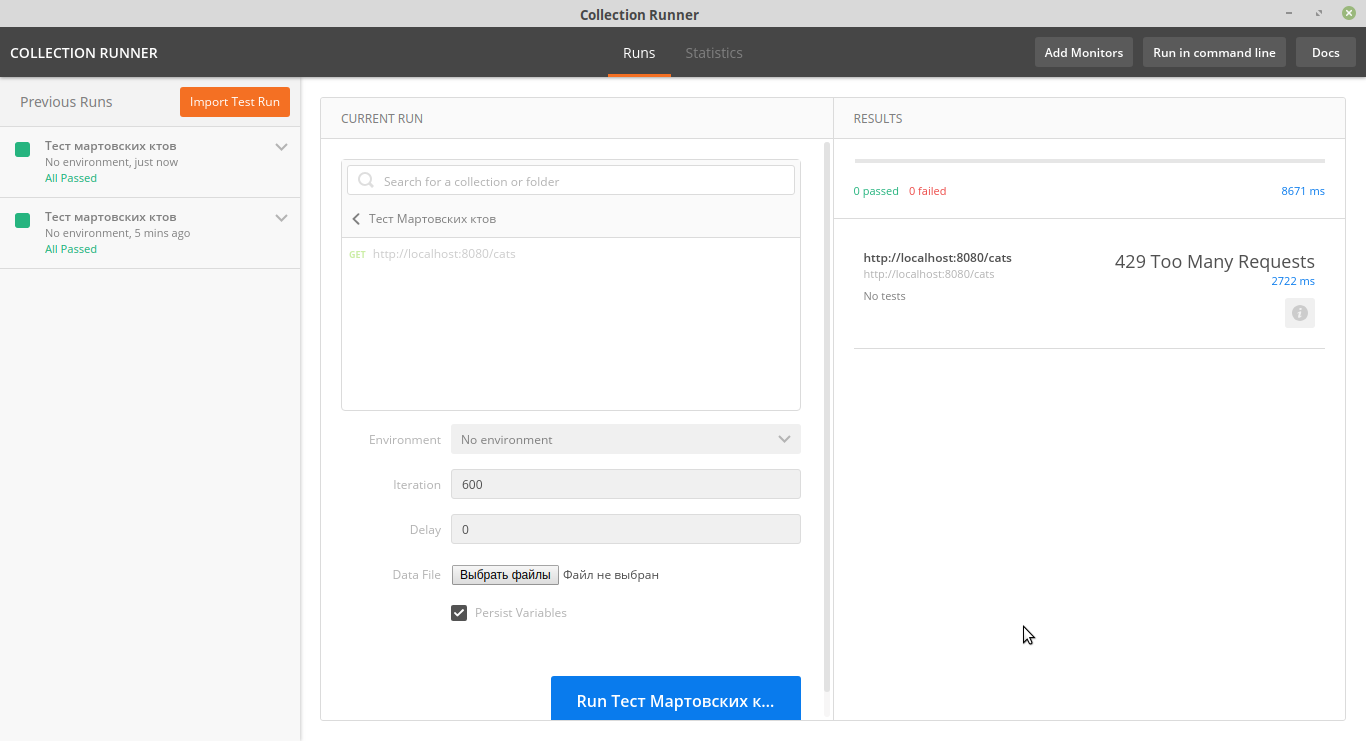 Collection Runner
COLLECTION RUNNER
Runs
Statistics
Add Monitors
Run in command line
Docs
Previous Runs
Import Test Run
Тест мартовских ктов
No environment, just now
All Passed
Тест мартовских ктов
No environment, 5 mins ago
All Passed
CURRENT RUN
Search for a collection or folder
Тест Мартовских ктов
GET http://localhost:8080/cats
Environment
No environment
Iteration
600
Delay
0
Data File
Выбрать файлы Файл не выбран
Persist Variables
Run Тест Мартовских к...
RESULTS
0 passed 0 failed
8671 ms
http://localhost:8080/cats
http://localhost:8080/cats
No tests
429 Too Many Requests
2722 ms